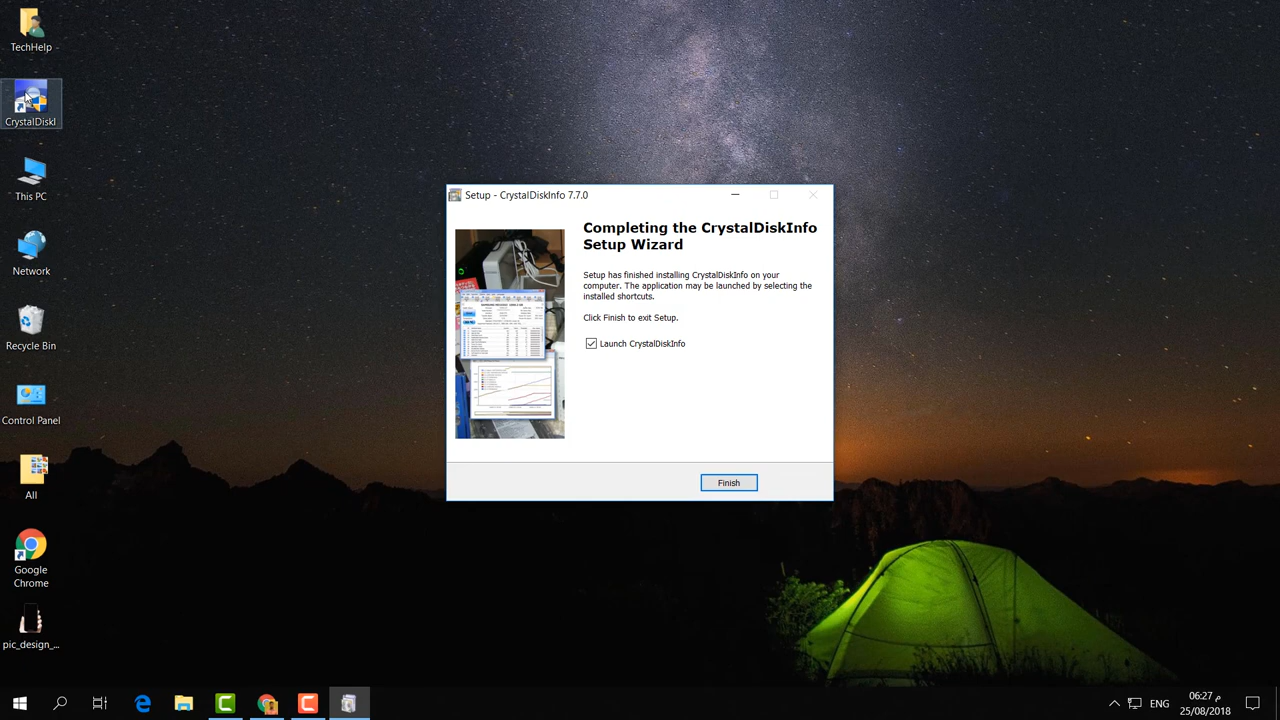 TechHelp
CrystalDiskI
This PC
Network
Recycle Bin
Control Panel
All
Google
Chrome
pic_design_...
Setup - CrystalDiskInfo 7.7.0
Completing the CrystalDiskInfo
Setup Wizard
Setup has finished installing CrystalDiskInfo on your
computer. The application may be launched by selecting the
installed shortcuts.
Click Finish to exit Setup.
Launch CrystalDiskInfo
Finish
ENG
06:27 م
25/08/2018